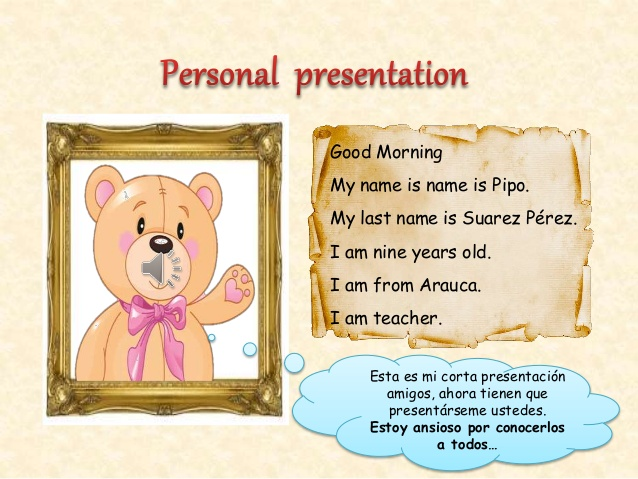 Personal presentation
Good Morning
My name is name is Pipo.
My last name is Suarez Pérez.
I am nine years old.
I am from Arauca.
I am teacher.
Esta es mi corta presentación
amigos, ahora tienen que
presentárseme ustedes.
Estoy ansioso por conocerlos
a todos...